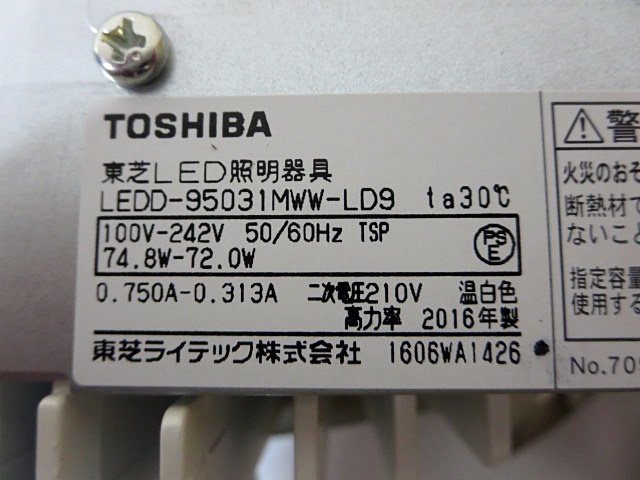 TOSHIBA
東芝LED照明器具
LEDD-95031MWW-LD9 ta30℃
100V-242V 50/60Hz TSP
74.8W-72.0W
PSE
0.750A-0.313A 二次電圧210V 温白色
高力率 2016年製
東芝ライテック株式会社 1606WA1426
警
火災のおそ
断熱材で
ないこと
指定容量
使用する
No.709